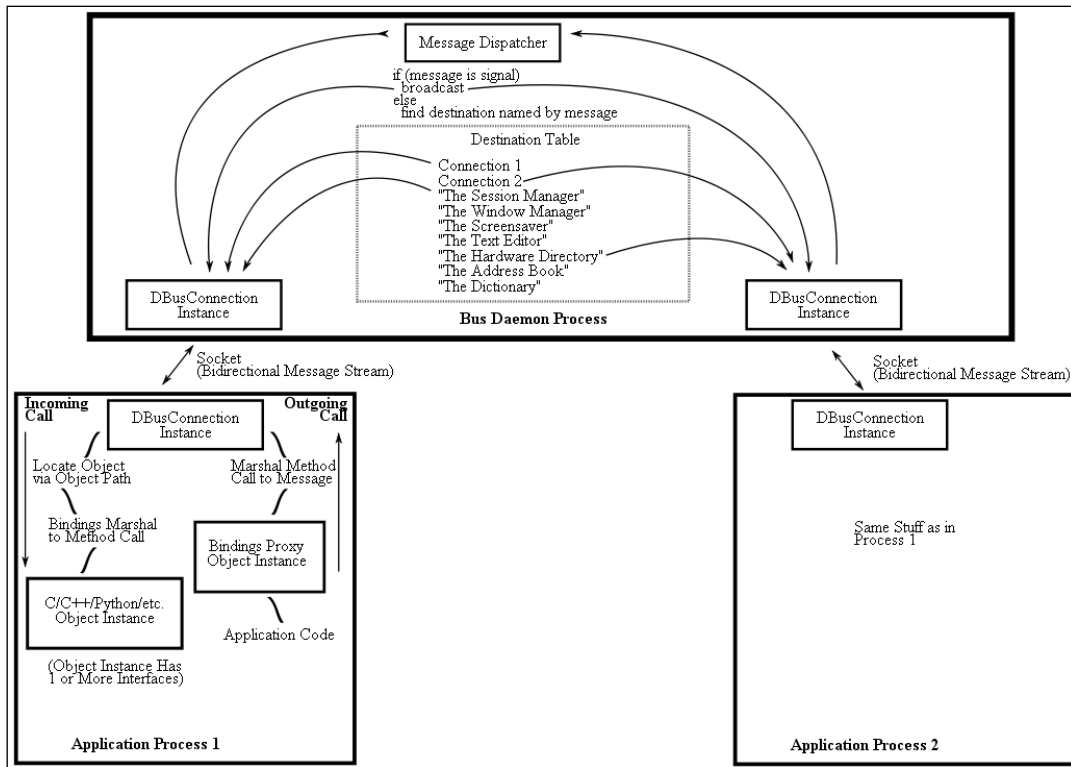 Message Dispatcher
if (message is signal)
broadcast
else
find destination named by message
Destination Table
Connection 1
Connection 2
"The Session Manager"
"The Window Manager"
"The Screensaver"
"The Text Editor"
"The Hardware Directory"
"The Address Book"
"The Dictionary"
DBusConnection
Instance
Bus Daemon Process
DBusConnection
Instance
Socket
(Bidirectional Message Stream)
Socket
(Bidirectional Message Stream)
Incoming
Call
DBusConnection
Instance
Outgoing
Call
Locate Object
via Object Path
Marshal Method
Call to Message
Bindings Marshal
to Method Call
Bindings Proxy
Object Instance
C/C++/Python/etc.
Object Instance
Application Code
(Object Instance Has
1 or More Interfaces)
Application Process 1
DBusConnection
Instance
Same Stuff as in
Process 1
Application Process 2